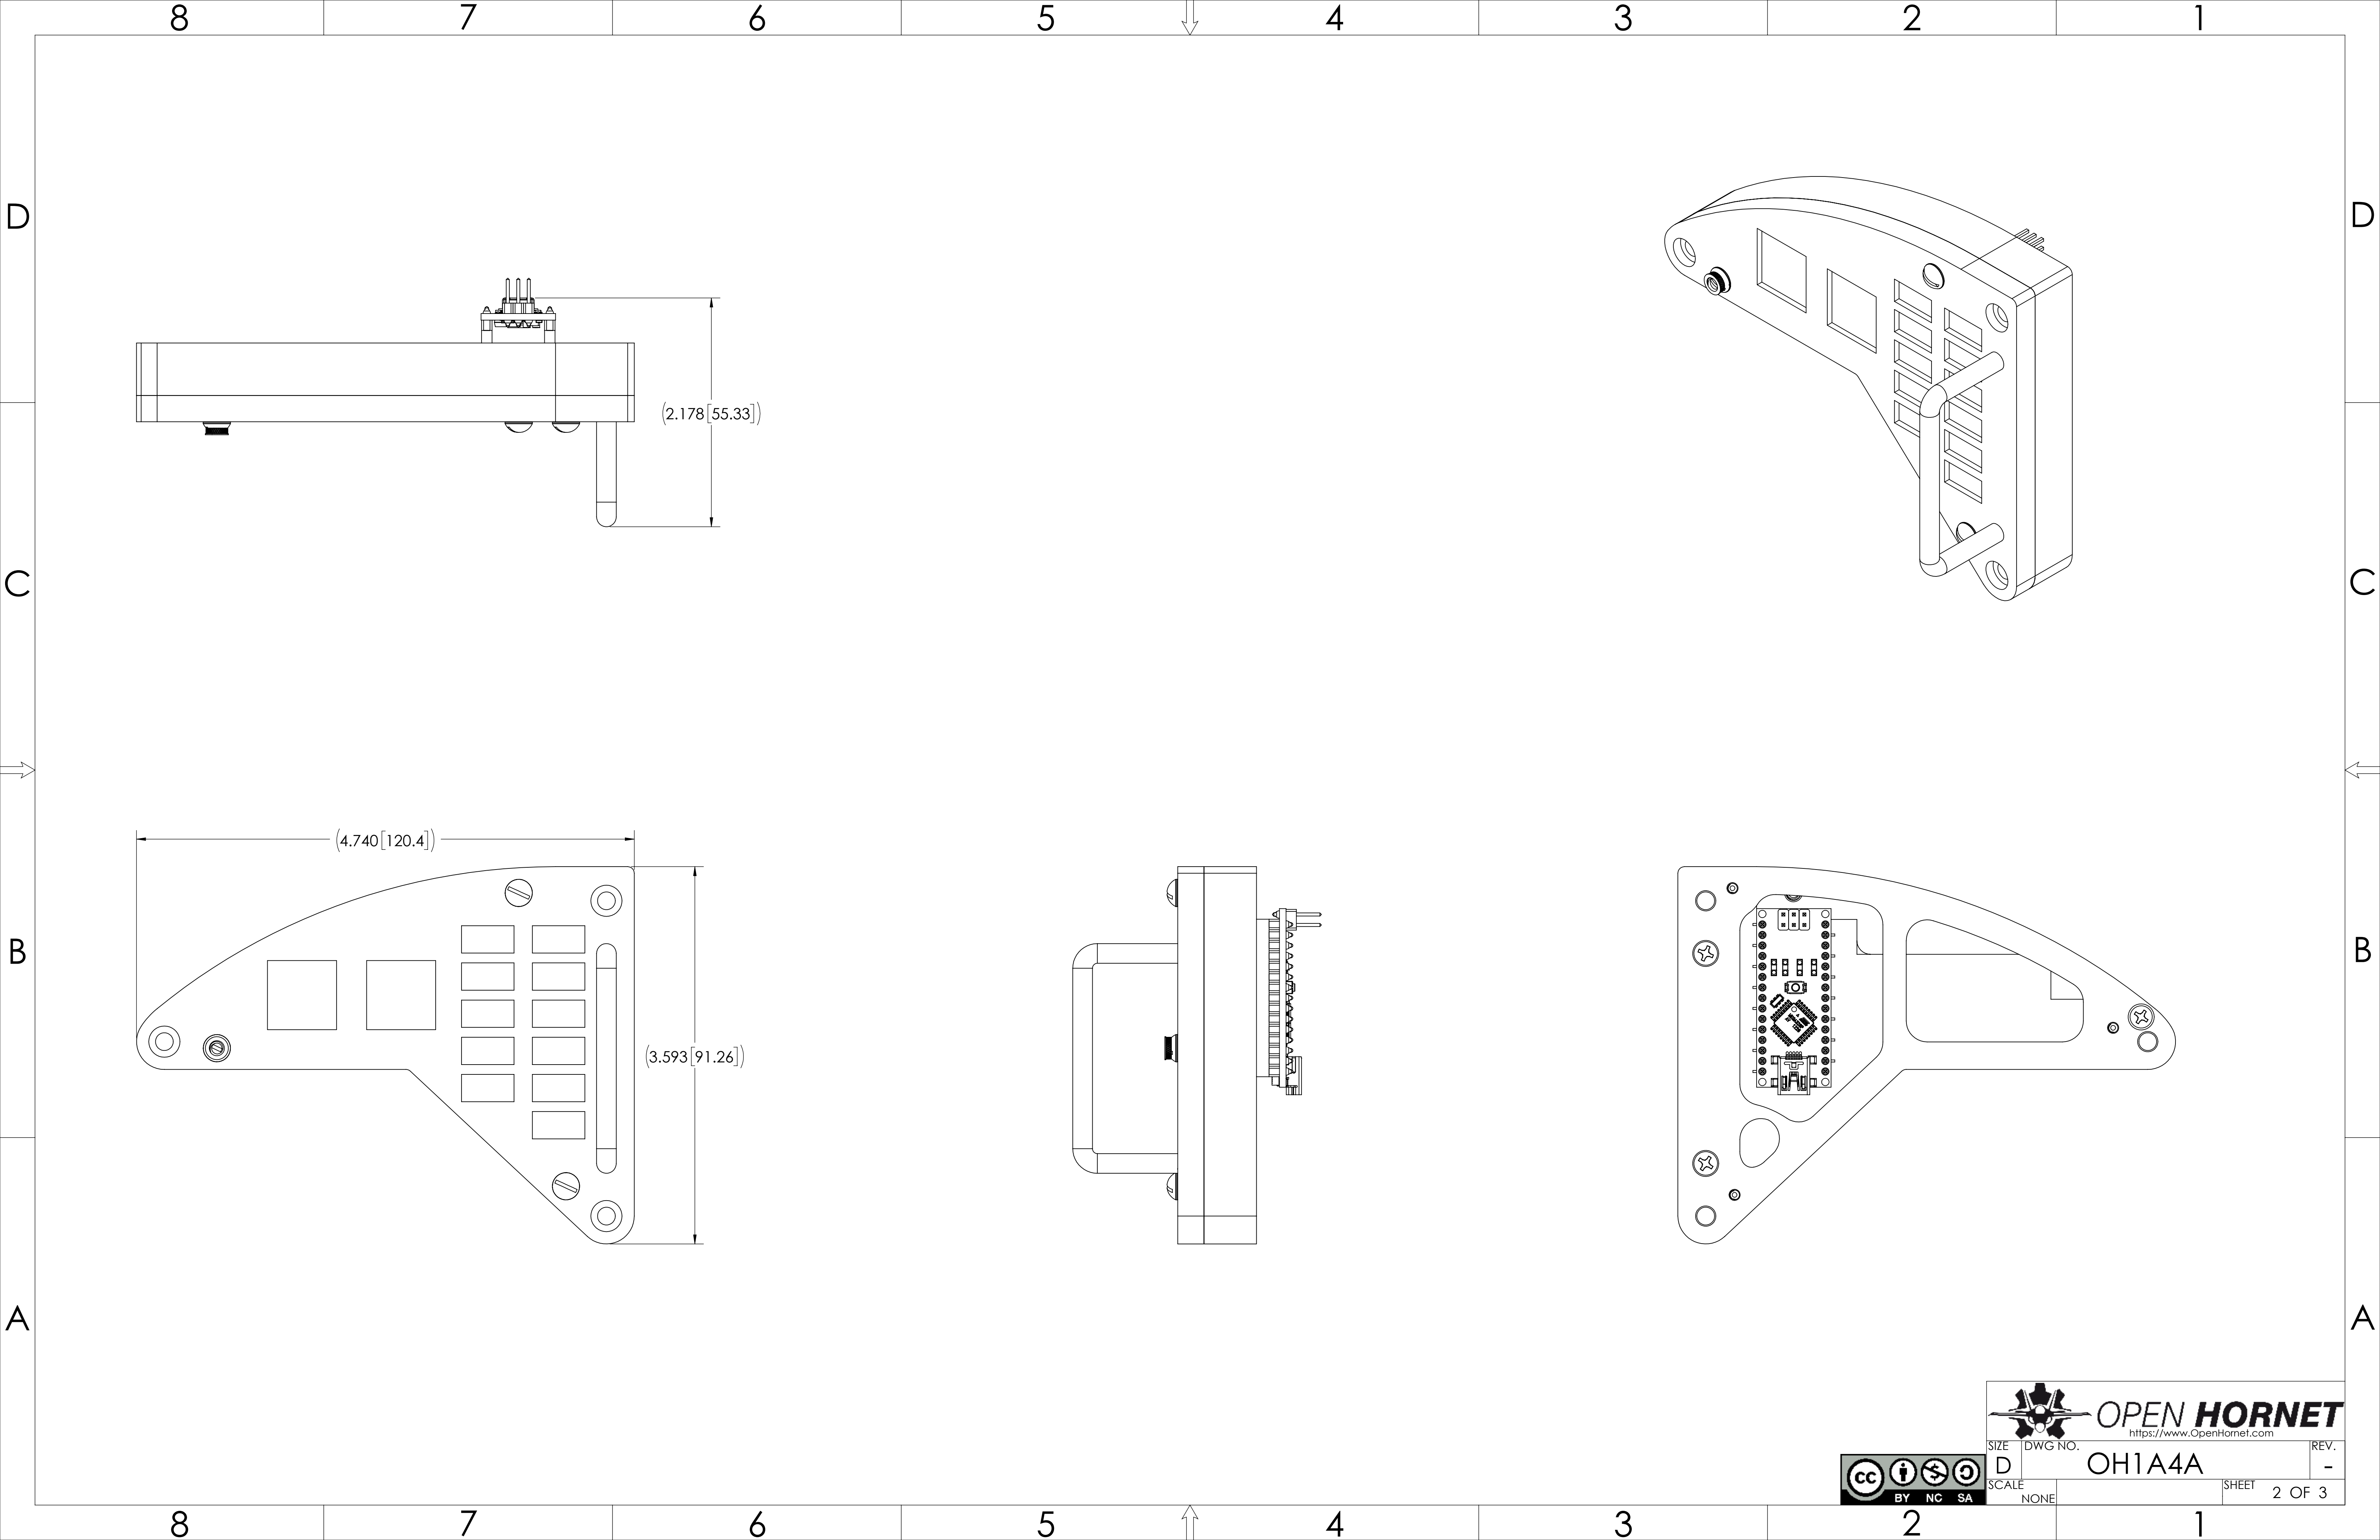 8 7 6 5 4 3 2 1
D D
(2.178[55.33])
C C
(4.740[120.4])
B B
(3.593[91.26])
A A
OPEN HORNET
https://www.OpenHornet.com
SIZE DWG NO. REV.
D OH1A4A -
SCALE NONE SHEET 2 OF 3
cc BY NC SA
8 7 6 5 4 3 2 1